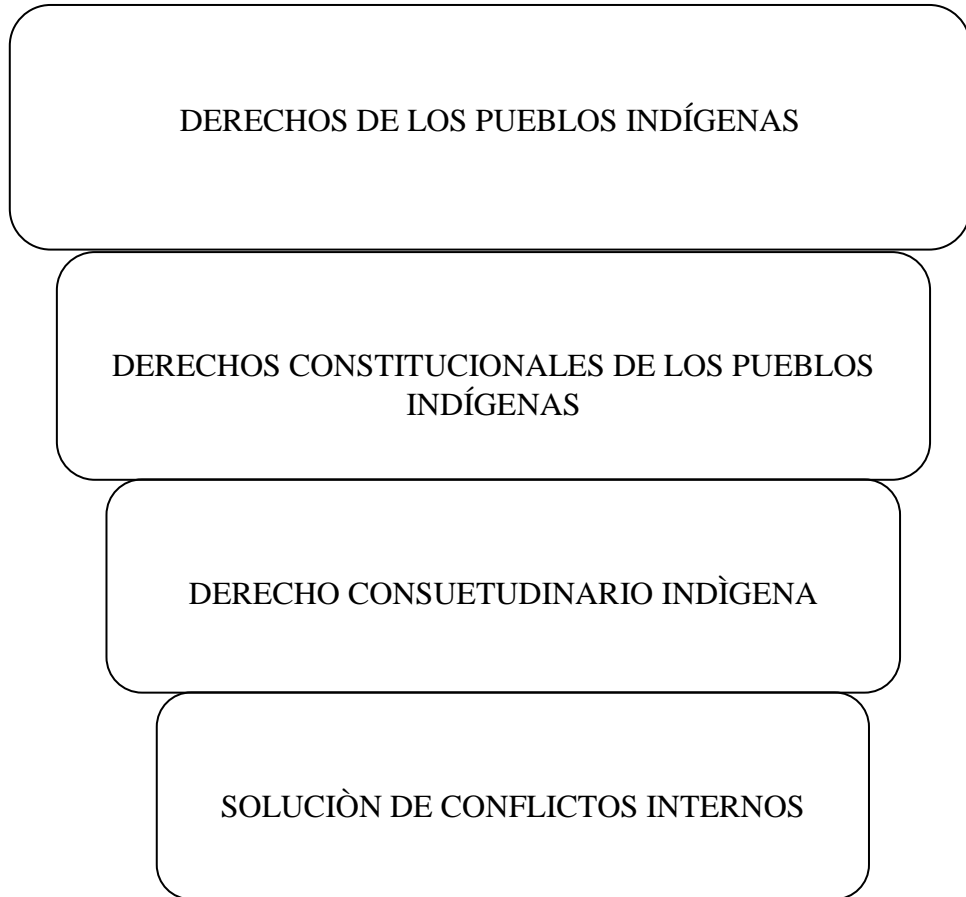 DERECHOS DE LOS PUEBLOS INDÍGENAS
DERECHOS CONSTITUCIONALES DE LOS PUEBLOS
INDÍGENAS
DERECHO CONSUETUDINARIO INDÌGENA
SOLUCIÒN DE CONFLICTOS INTERNOS